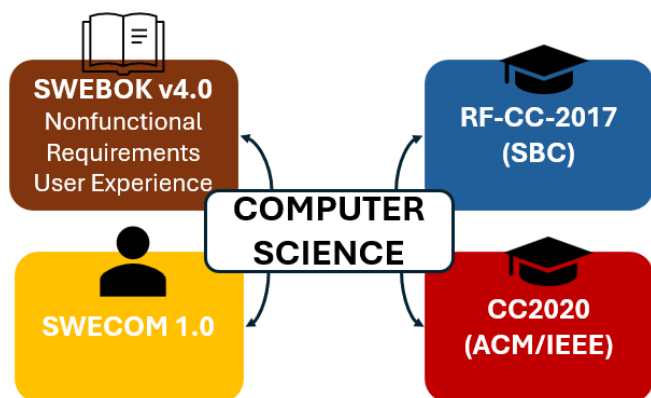 SWEBOK v4.0
Nonfunctional
Requirements
User Experience
RF-CC-2017
(SBC)
COMPUTER
SCIENCE
SWECOM 1.0
CC2020
(ACM/IEEE)